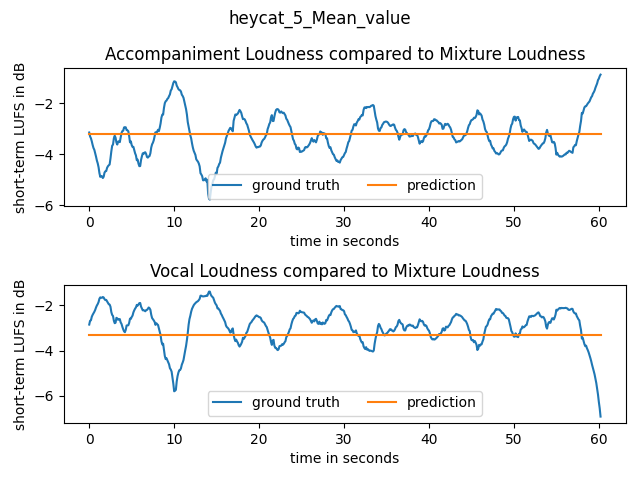 heycat_5_Mean_value
Accompaniment Loudness compared to Mixture Loudness
short-term LUFS in dB
−2
−4
−6
ground truth
prediction
0 10 20 30 40 50 60
time in seconds
Vocal Loudness compared to Mixture Loudness
short-term LUFS in dB
−2
−4
−6
ground truth
prediction
0 10 20 30 40 50 60
time in seconds